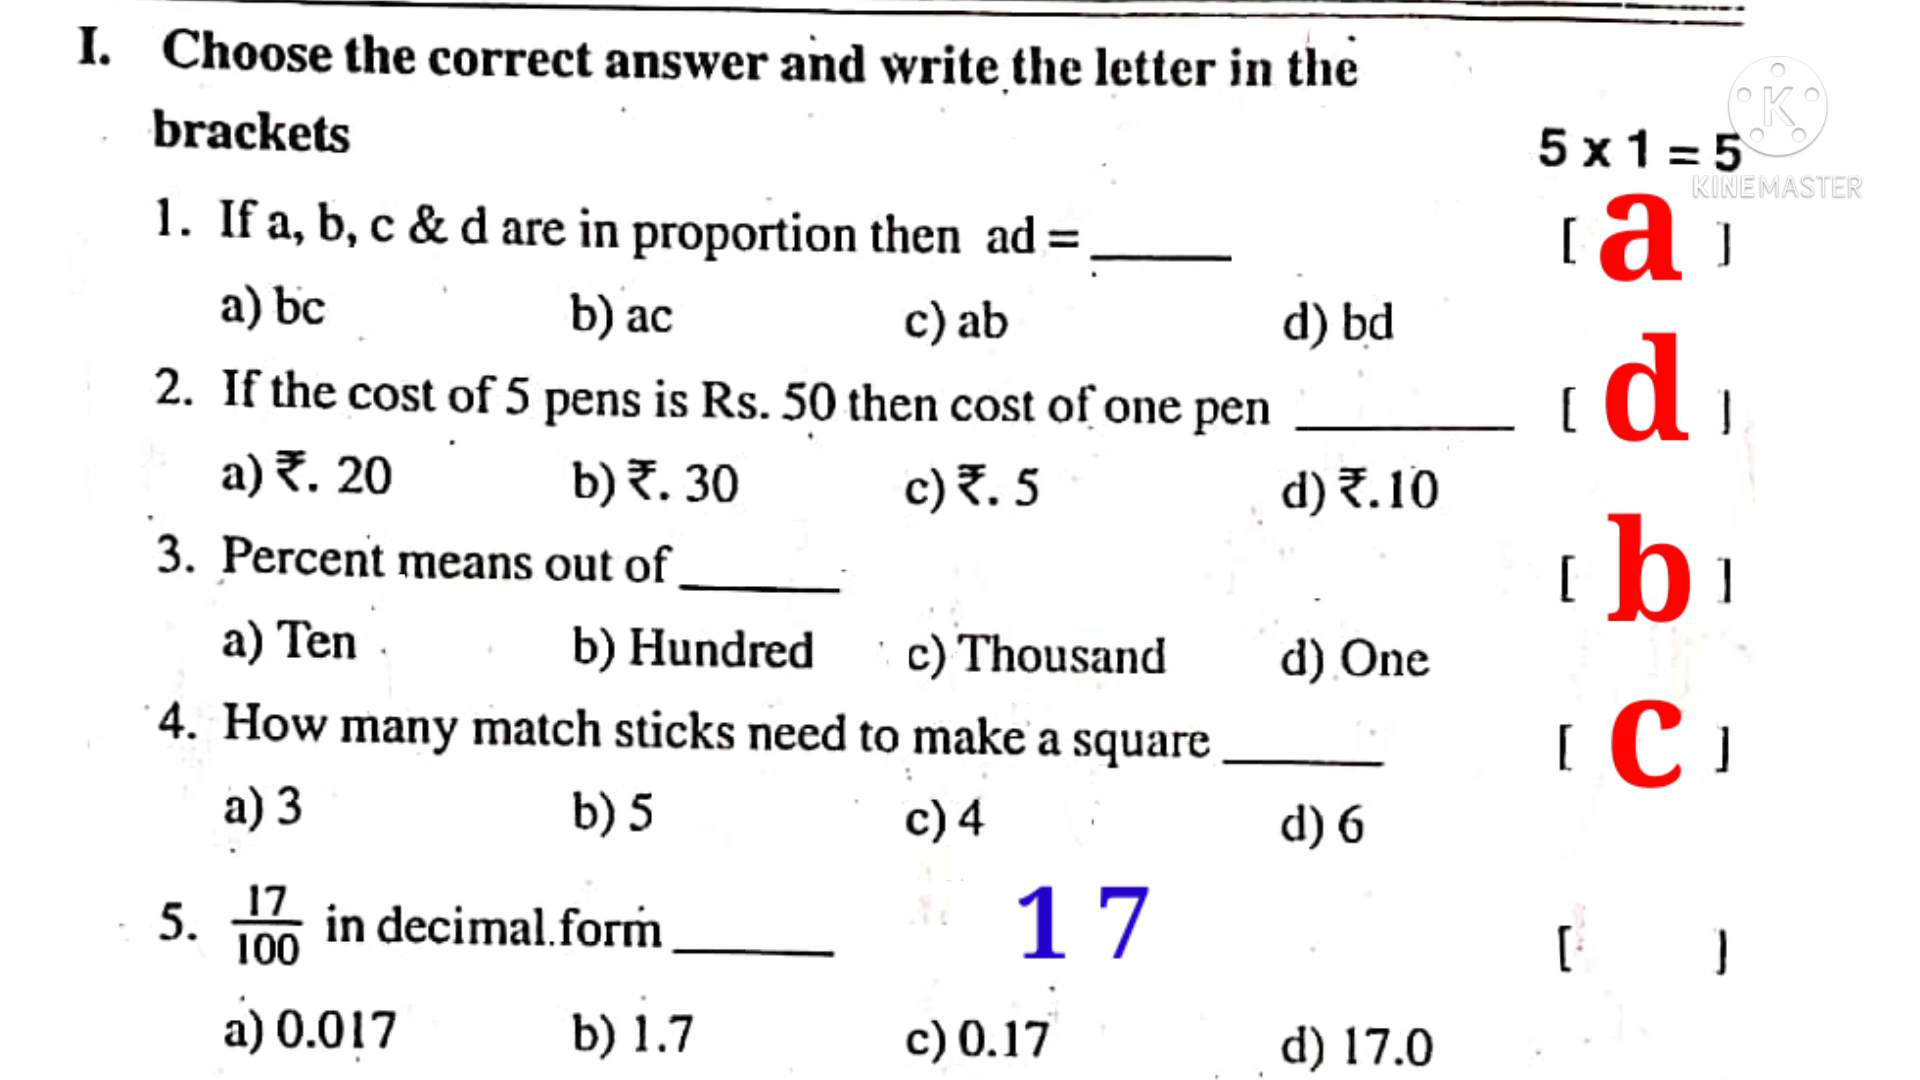 I. Choose the correct answer and write the letter in the
brackets
5 x 1 = 5
KINEMASTER
1. If a, b, c & d are in proportion then ad = ______ [ a ]
a) bc b) ac c) ab d) bd
2. If the cost of 5 pens is Rs. 50 then cost of one pen ________ [ d ]
a) ₹. 20 b) ₹. 30 c) ₹. 5 d) ₹.10
3. Percent means out of ______ [ b ]
a) Ten b) Hundred c) Thousand d) One
4. How many match sticks need to make a square ______ [ c ]
a) 3 b) 5 c) 4 d) 6
5. 17/100 in decimal form ______ 1 7 [ ]
a) 0.017 b) 1.7 c) 0.17 d) 17.0